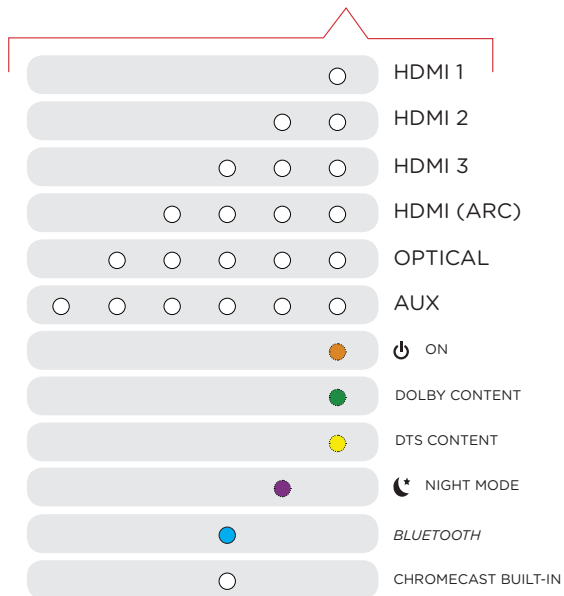 HDMI 1
HDMI 2
HDMI 3
HDMI (ARC)
OPTICAL
AUX
ON
DOLBY CONTENT
DTS CONTENT
NIGHT MODE
BLUETOOTH
CHROMECAST BUILT-IN